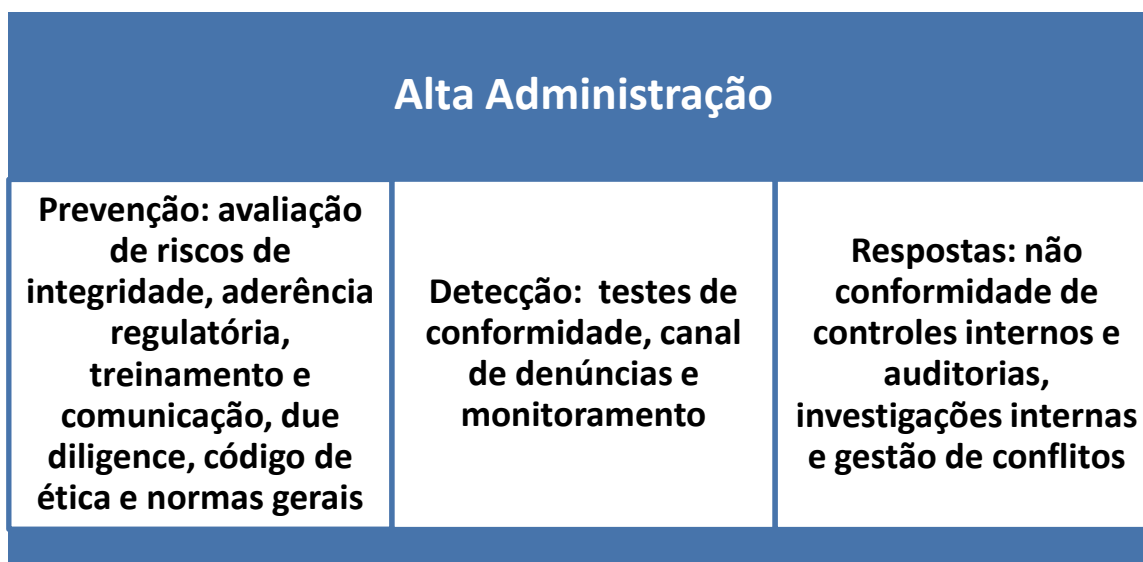 Alta Administração
Prevenção: avaliação
de riscos de
integridade, aderência
regulatória,
treinamento e
comunicação, due
diligence, código de
ética e normas gerais
Detecção: testes de
conformidade, canal
de denúncias e
monitoramento
Respostas: não
conformidade de
controles internos e
auditorias,
investigações internas
e gestão de conflitos